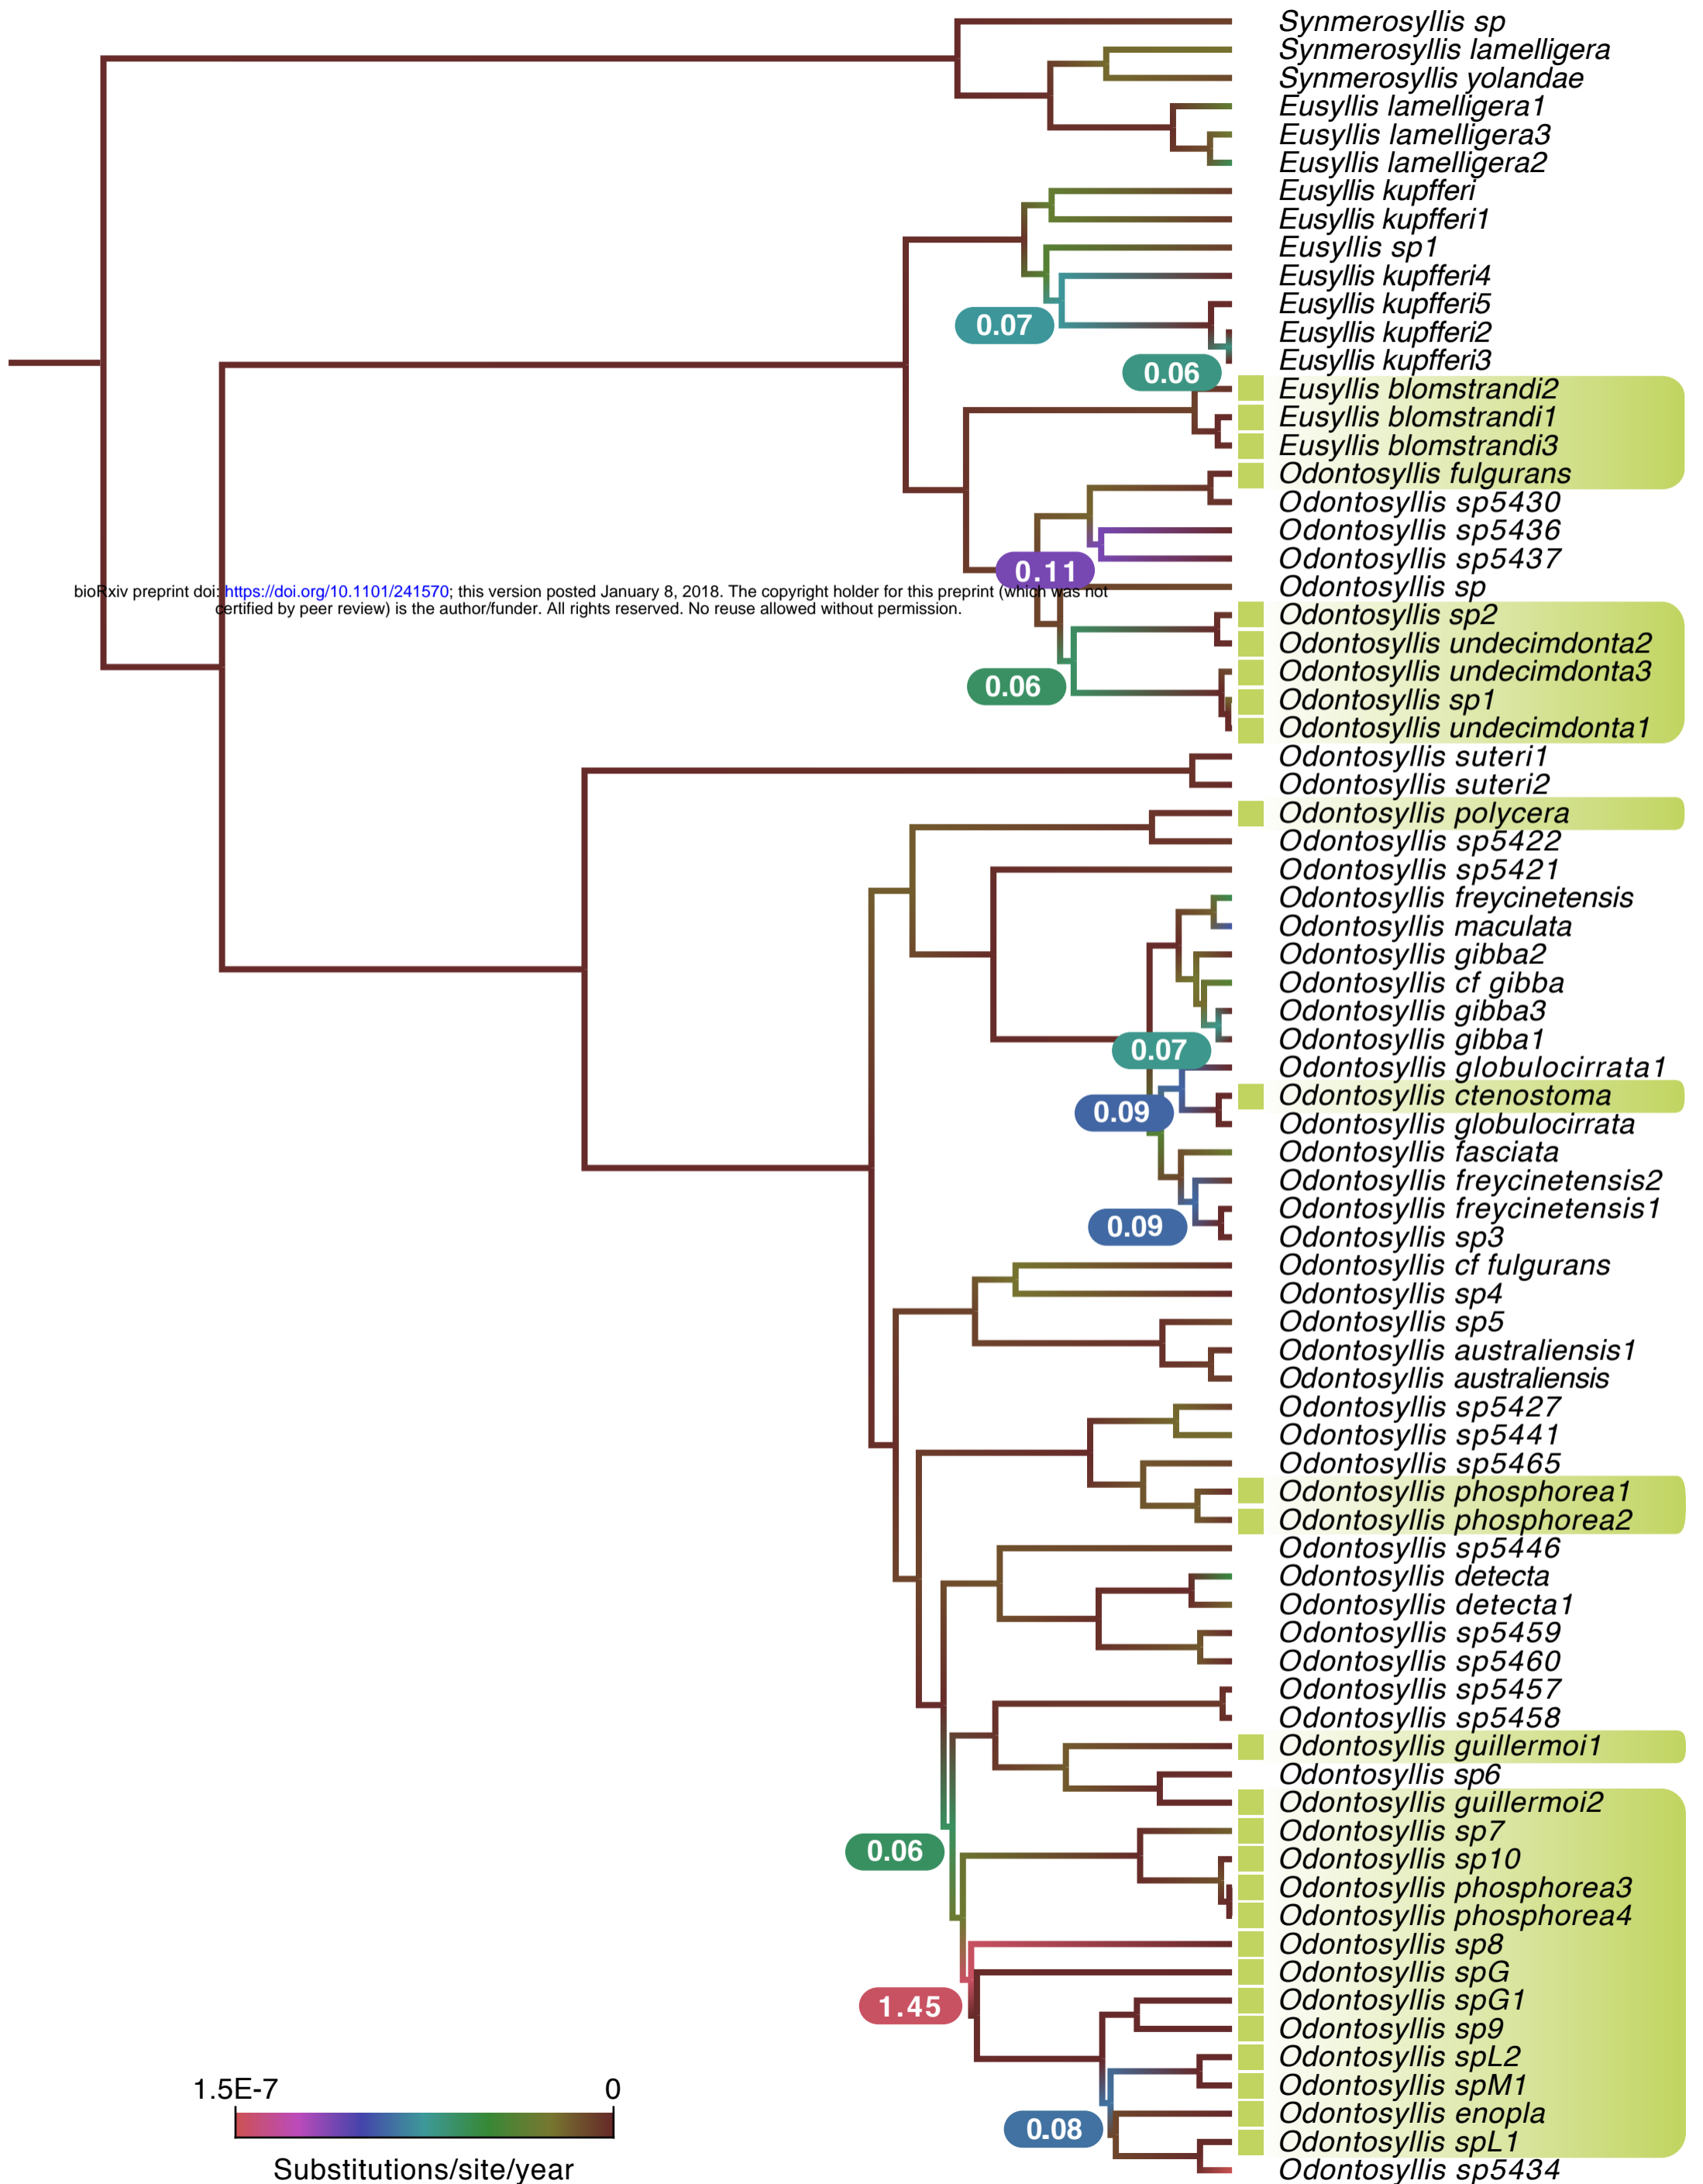 Synmerosyllis sp
Synmerosyllis lamelligera
Synmerosyllis yolandae
Eusyllis lamelligera1
Eusyllis lamelligera3
Eusyllis lamelligera2
Eusyllis kupfferi
Eusyllis kupfferi1
Eusyllis sp1
Eusyllis kupfferi4
Eusyllis kupfferi5
0.07
Eusyllis kupfferi2
Eusyllis kupfferi3
0.06
Eusyllis blomstrandi2
Eusyllis blomstrandi1
Eusyllis blomstrandi3
Odontosyllis fulgurans
Odontosyllis sp5430
Odontosyllis sp5436
Odontosyllis sp5437
0.11
Odontosyllis sp
bioRxiv preprint doi: https://doi.org/10.1101/241570; this version posted January 8, 2018. The copyright holder for this preprint (which was not
certified by peer review) is the author/funder. All rights reserved. No reuse allowed without permission.
Odontosyllis sp2
Odontosyllis undecimdonta2
Odontosyllis undecimdonta3
0.06
Odontosyllis sp1
Odontosyllis undecimdonta1
Odontosyllis suteri1
Odontosyllis suteri2
Odontosyllis polycera
Odontosyllis sp5422
Odontosyllis sp5421
Odontosyllis freycinetensis
Odontosyllis maculata
Odontosyllis gibba2
Odontosyllis cf gibba
Odontosyllis gibba3
Odontosyllis gibba1
0.07
Odontosyllis globulocirrata1
Odontosyllis ctenostoma
0.09
Odontosyllis globulocirrata
Odontosyllis fasciata
Odontosyllis freycinetensis2
Odontosyllis freycinetensis1
0.09
Odontosyllis sp3
Odontosyllis cf fulgurans
Odontosyllis sp4
Odontosyllis sp5
Odontosyllis australiensis1
Odontosyllis australiensis
Odontosyllis sp5427
Odontosyllis sp5441
Odontosyllis sp5465
Odontosyllis phosphorea1
Odontosyllis phosphorea2
Odontosyllis sp5446
Odontosyllis detecta
Odontosyllis detecta1
Odontosyllis sp5459
Odontosyllis sp5460
Odontosyllis sp5457
Odontosyllis sp5458
Odontosyllis guillermoi1
Odontosyllis sp6
Odontosyllis guillermoi2
Odontosyllis sp7
0.06
Odontosyllis sp10
Odontosyllis phosphorea3
Odontosyllis phosphorea4
Odontosyllis sp8
Odontosyllis spG
1.45
Odontosyllis spG1
Odontosyllis sp9
Odontosyllis spL2
Odontosyllis spM1
1.5E-7 0
Odontosyllis enopla
0.08
Odontosyllis spL1
Odontosyllis sp5434
Substitutions/site/year